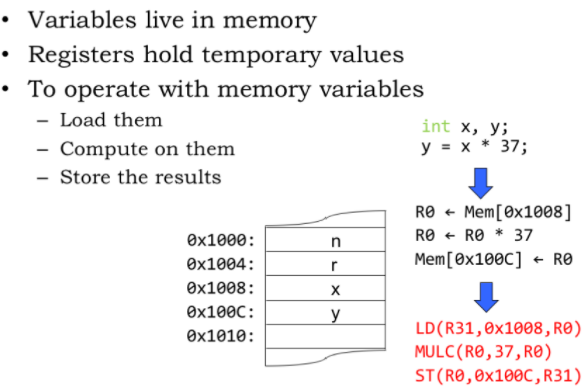 • Variables live in memory
• Registers hold temporary values
• To operate with memory variables
– Load them
– Compute on them
– Store the results
int x, y;
y = x * 37;
R0 ← Mem[0x1008]
R0 ← R0 * 37
Mem[0x100C] ← R0
0x1000: n
0x1004: r
0x1008: x
0x100C: y
0x1010:
LD(R31,0x1008,R0)
MULC(R0,37,R0)
ST(R0,0x100C,R31)